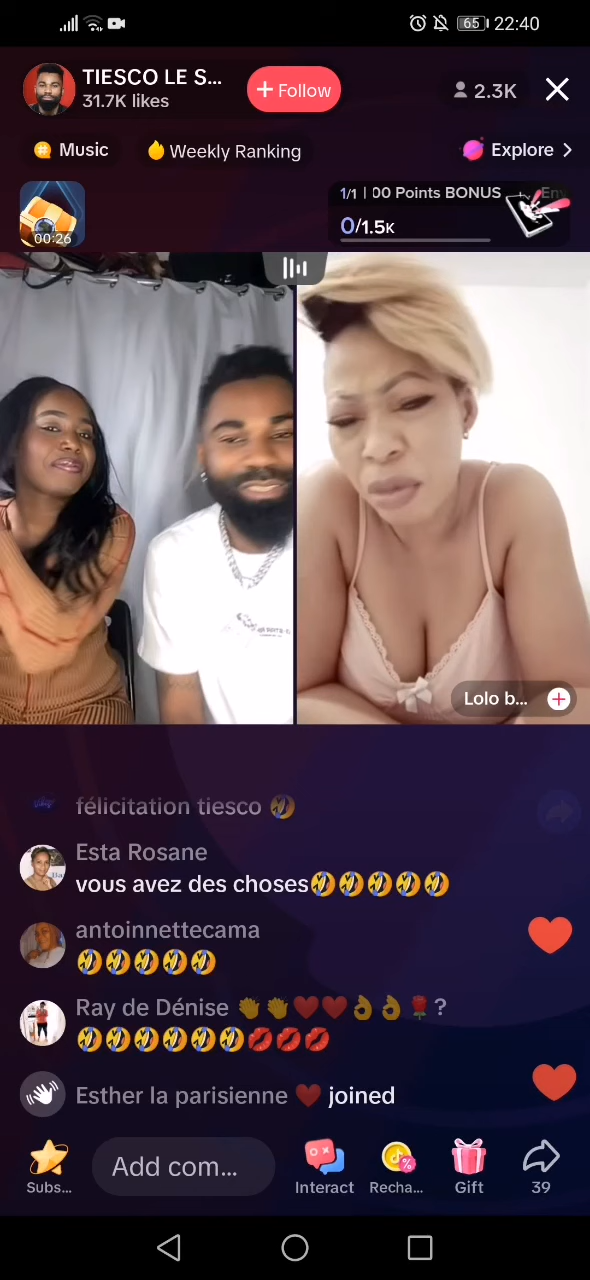 65 22:40
TIESCO LE S...
31.7K likes
+ Follow
2.3K
Music
Weekly Ranking
Explore
00:26
1/1 | 00 Points BONUS
0/1.5K
Lolo b...
félicitation tiesco 🤣
Esta Rosane
vous avez des choses🤣🤣🤣🤣🤣
antoinnettecama
🤣🤣🤣🤣🤣
Ray de Dénise 👏👏❤️❤️👌👌🌹?
🤣🤣🤣🤣🤣🤣💋💋💋
Esther la parisienne ❤️ joined
Add com...
Subs...
Interact
Recha...
Gift
39